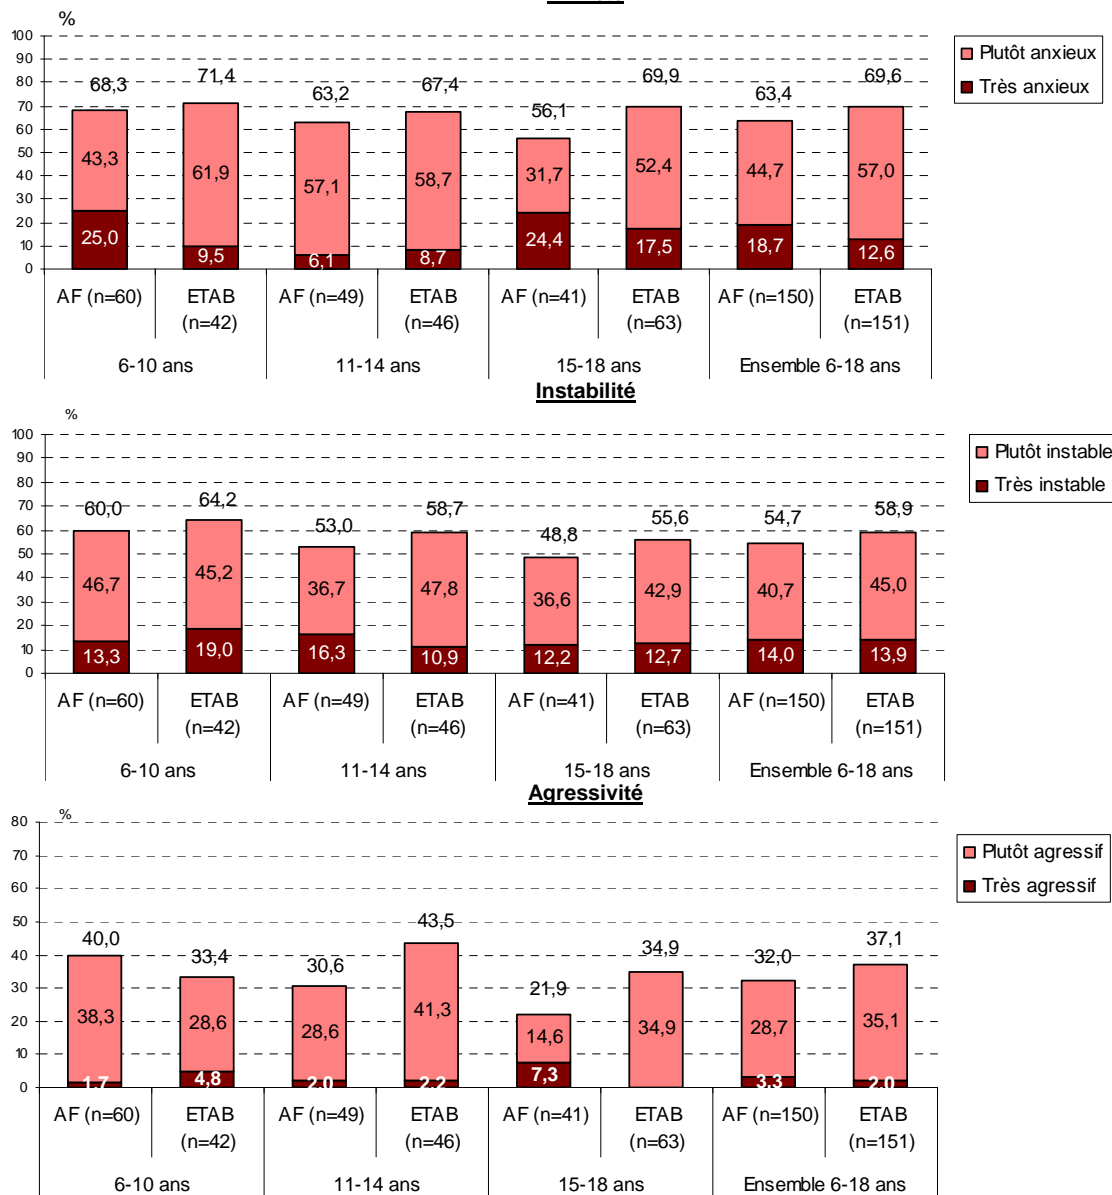 %
100
90
80
70
60
50
40
30
20
10
0
68,3
71,4
63,2
67,4
56,1
69,9
63,4
69,6
43,3
61,9
57,1
58,7
31,7
52,4
44,7
57,0
25,0
9,5
6,1
8,7
24,4
17,5
18,7
12,6
Plutôt anxieux
Très anxieux
AF (n=60)
ETAB
(n=42)
AF (n=49)
ETAB
(n=46)
AF (n=41)
ETAB
(n=63)
AF (n=150)
ETAB
(n=151)
6-10 ans
11-14 ans
15-18 ans
Ensemble 6-18 ans
Instabilité
%
100
90
80
70
60
50
40
30
20
10
0
60,0
64,2
53,0
58,7
48,8
55,6
54,7
58,9
46,7
45,2
36,7
47,8
36,6
42,9
40,7
45,0
13,3
19,0
16,3
10,9
12,2
12,7
14,0
13,9
Plutôt instable
Très instable
AF (n=60)
ETAB
(n=42)
AF (n=49)
ETAB
(n=46)
AF (n=41)
ETAB
(n=63)
AF (n=150)
ETAB
(n=151)
6-10 ans
11-14 ans
15-18 ans
Ensemble 6-18 ans
Agressivité
%
80
70
60
50
40
30
20
10
0
40,0
33,4
30,6
43,5
21,9
34,9
32,0
37,1
38,3
28,6
28,6
41,3
14,6
34,9
28,7
35,1
1,7
4,8
2,0
2,2
7,3
3,3
2,0
Plutôt agressif
Très agressif
AF (n=60)
ETAB
(n=42)
AF (n=49)
ETAB
(n=46)
AF (n=41)
ETAB
(n=63)
AF (n=150)
ETAB
(n=151)
6-10 ans
11-14 ans
15-18 ans
Ensemble 6-18 ans